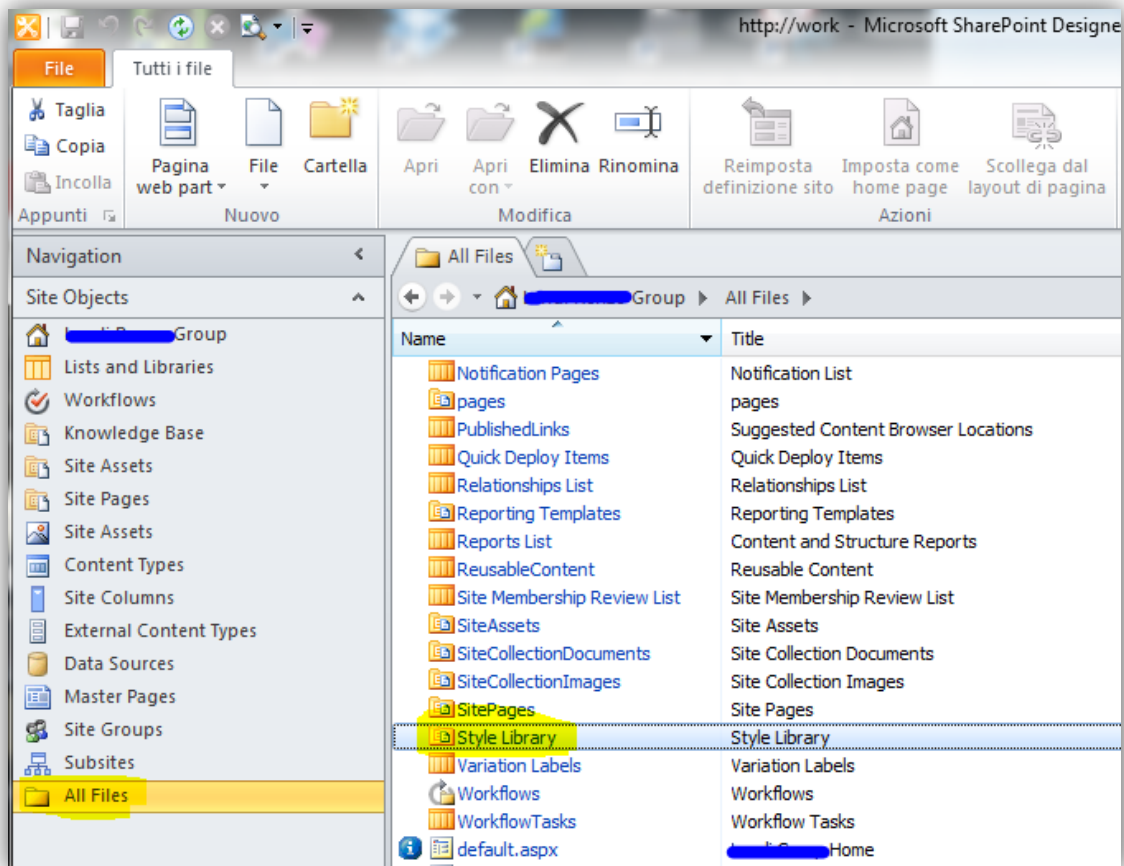 http://work - Microsoft SharePoint Designe
File Tutti i file
Taglia
Copia
Incolla
Appunti
Pagina web part
File
Cartella
Nuovo
Apri
Apri con
Elimina
Rinomina
Modifica
Reimposta definizione sito
Imposta come home page
Scollega dal layout di pagina
Azioni
Navigation
Site Objects
Group
Lists and Libraries
Workflows
Knowledge Base
Site Assets
Site Pages
Site Assets
Content Types
Site Columns
External Content Types
Data Sources
Master Pages
Site Groups
Subsites
All Files
All Files
Group All Files
Name Title
Notification Pages Notification List
pages pages
PublishedLinks Suggested Content Browser Locations
Quick Deploy Items Quick Deploy Items
Relationships List Relationships List
Reporting Templates Reporting Templates
Reports List Content and Structure Reports
ReusableContent Reusable Content
Site Membership Review List Site Membership Review List
SiteAssets Site Assets
SiteCollectionDocuments Site Collection Documents
SiteCollectionImages Site Collection Images
SitePages Site Pages
Style Library Style Library
Variation Labels Variation Labels
Workflows Workflows
WorkflowTasks Workflow Tasks
default.aspx Home